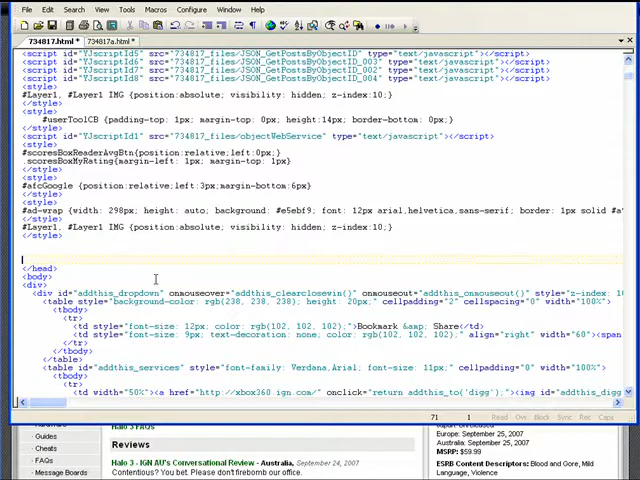 File Edit Search Document View Tools Macros Configure Window Help
734817.html * 734817a.html *
<script id="YJscriptId5" src="734817_files/JSON_GetPostsByObjectID" type="text/javascript"></script>
<script id="YJscriptId6" src="734817_files/JSON_GetPostsByObjectID_003" type="text/javascript"></script>
<script id="YJscriptId7" src="734817_files/JSON_GetPostsByObjectID_002" type="text/javascript"></script>
<script id="YJscriptId8" src="734817_files/JSON_GetPostsByObjectID_004" type="text/javascript"></script>
<style>
#Layer1, #Layer1 IMG {position:absolute; visibility: hidden; z-index:10;}
</style>
<style>
#userToolCB {padding-top: 1px; margin-top: 0px; height:14px; margin-bottom: 0px;}
</style>
<script id="YJscriptId1" src="734817_files/objectWebService" type="text/javascript"></script>
<style>
#scoresBoxReaderAvgBtn{position:relative;left:0px;}
.scoresBoxMyRating{margin-left: 1px; margin-top: 1px}
</style>
<style>
#afcGoogle {position:relative;left:3px;margin-bottom:6px}
</style>
<style>
#ad-wrap {width: 298px; height: auto; background: #e5ebf9; font: 12px arial,helvetica,sans-serif; border: 1px solid #a
</style>
#Layer1, #Layer1 IMG {position:absolute; visibility: hidden; z-index:10;}
</style>
</head>
<body>
<div>
<div id="addthis_dropdown" onmouseover="addthis_clearclosewin()" onmouseout="addthis_onmouseout()" style="z-index: 10
<table style="background-color: rgb(238, 238, 238); height: 20px;" cellpadding="2" cellspacing="0" width="100%">
<tbody>
<tr>
<td style="font-size: 12px; color: rgb(102, 102, 102);">Bookmark &amp; Share</td>
<td style="font-size: 9px; text-decoration: none; color: rgb(102, 102, 102);" align="right" width="60"><span
</tr>
</tbody>
</table>
<table id="addthis_services" style="font-family: Verdana,Arial; font-size: 11px;" cellpadding="0" width="100%">
<tbody>
<tr>
<td width="50%"><a href="http://xbox360.ign.com/" onclick="return addthis_to('digg');"><img id="addthis_digg
71 1 Read Ovr Block Sync Rec Caps
Halo 3 FAQs
Guides
Cheats
FAQs
Message Boards
Reviews
Halo 3 - IGN AU's Conversational Review - Australia, September 24, 2007
Contentious? You bet. Please don't firebomb our office.
Europe: September 25, 2007
Australia: September 25, 2007
MSRP: $59.99
ESRB Content Descriptors: Blood and Gore, Mild
Language, Violence